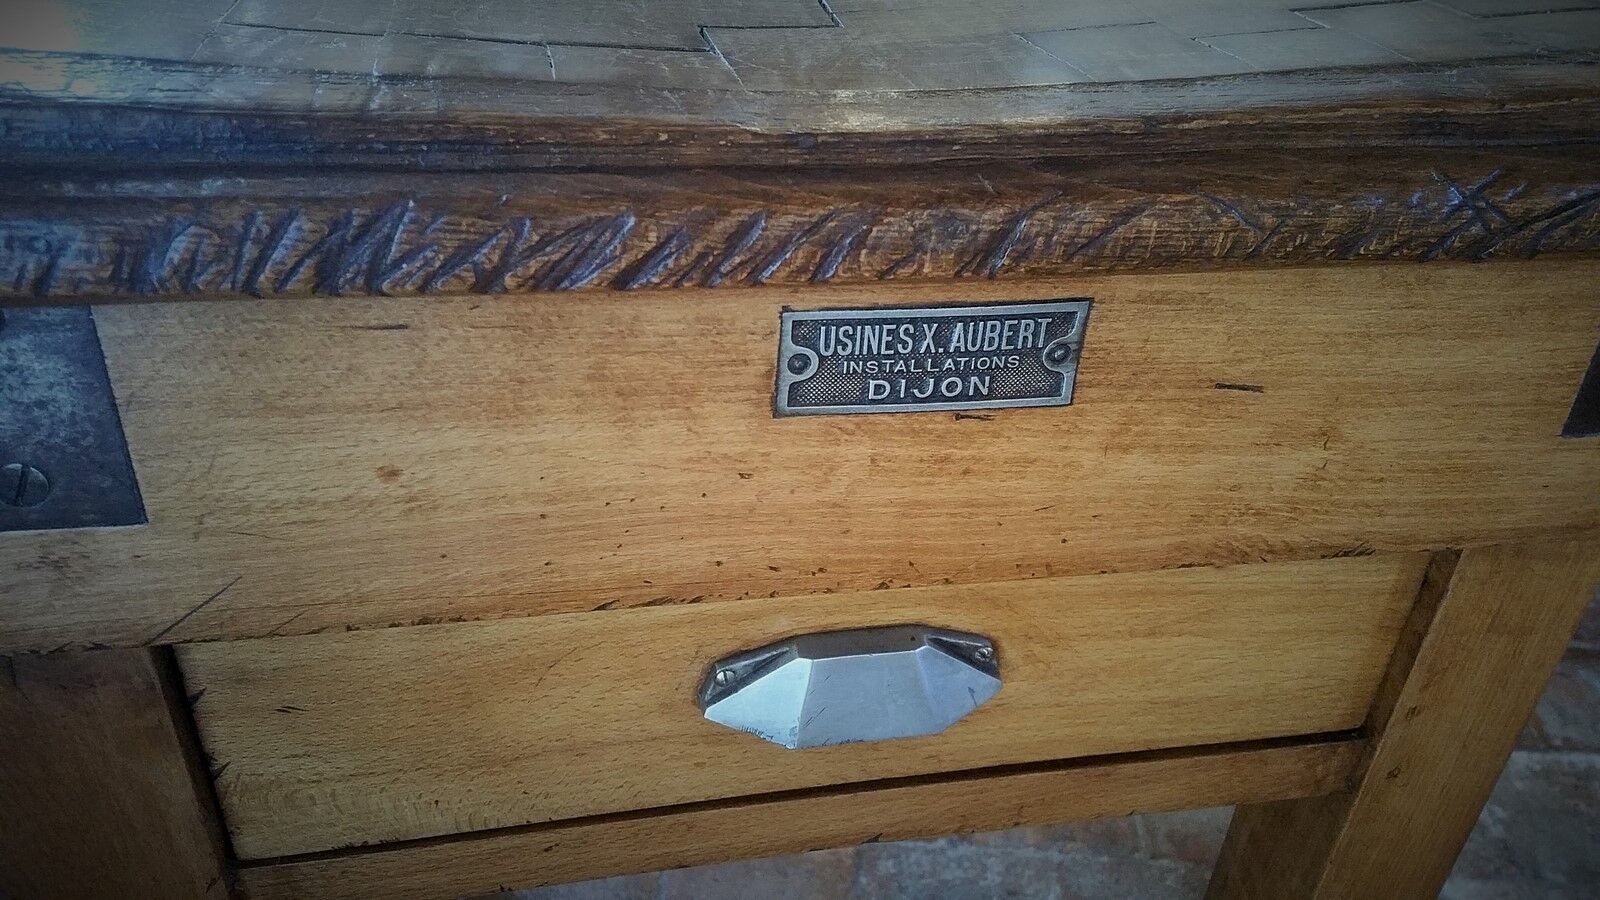 USINES X. AUBERT
INSTALLATIONS
DIJON